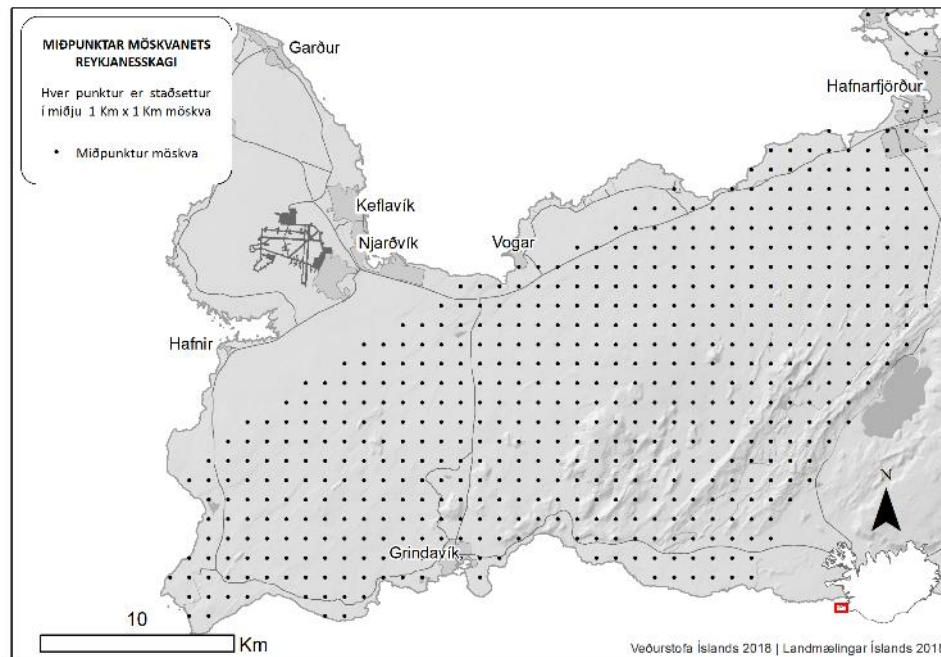 MIÐPUNKTAR MÖSKVANETS
REYKJANESSKAGI
Hver punktur er staðsettur
í miðju 1 Km x 1 Km möskva
Miðpunktur möskva
Garður
Hafnarfjörður
Keflavík
Njarðvík
Vogar
Hafnir
N
Grindavík
10
Km
Veðurstofa Íslands 2018 | Landmælingar Íslands 2018